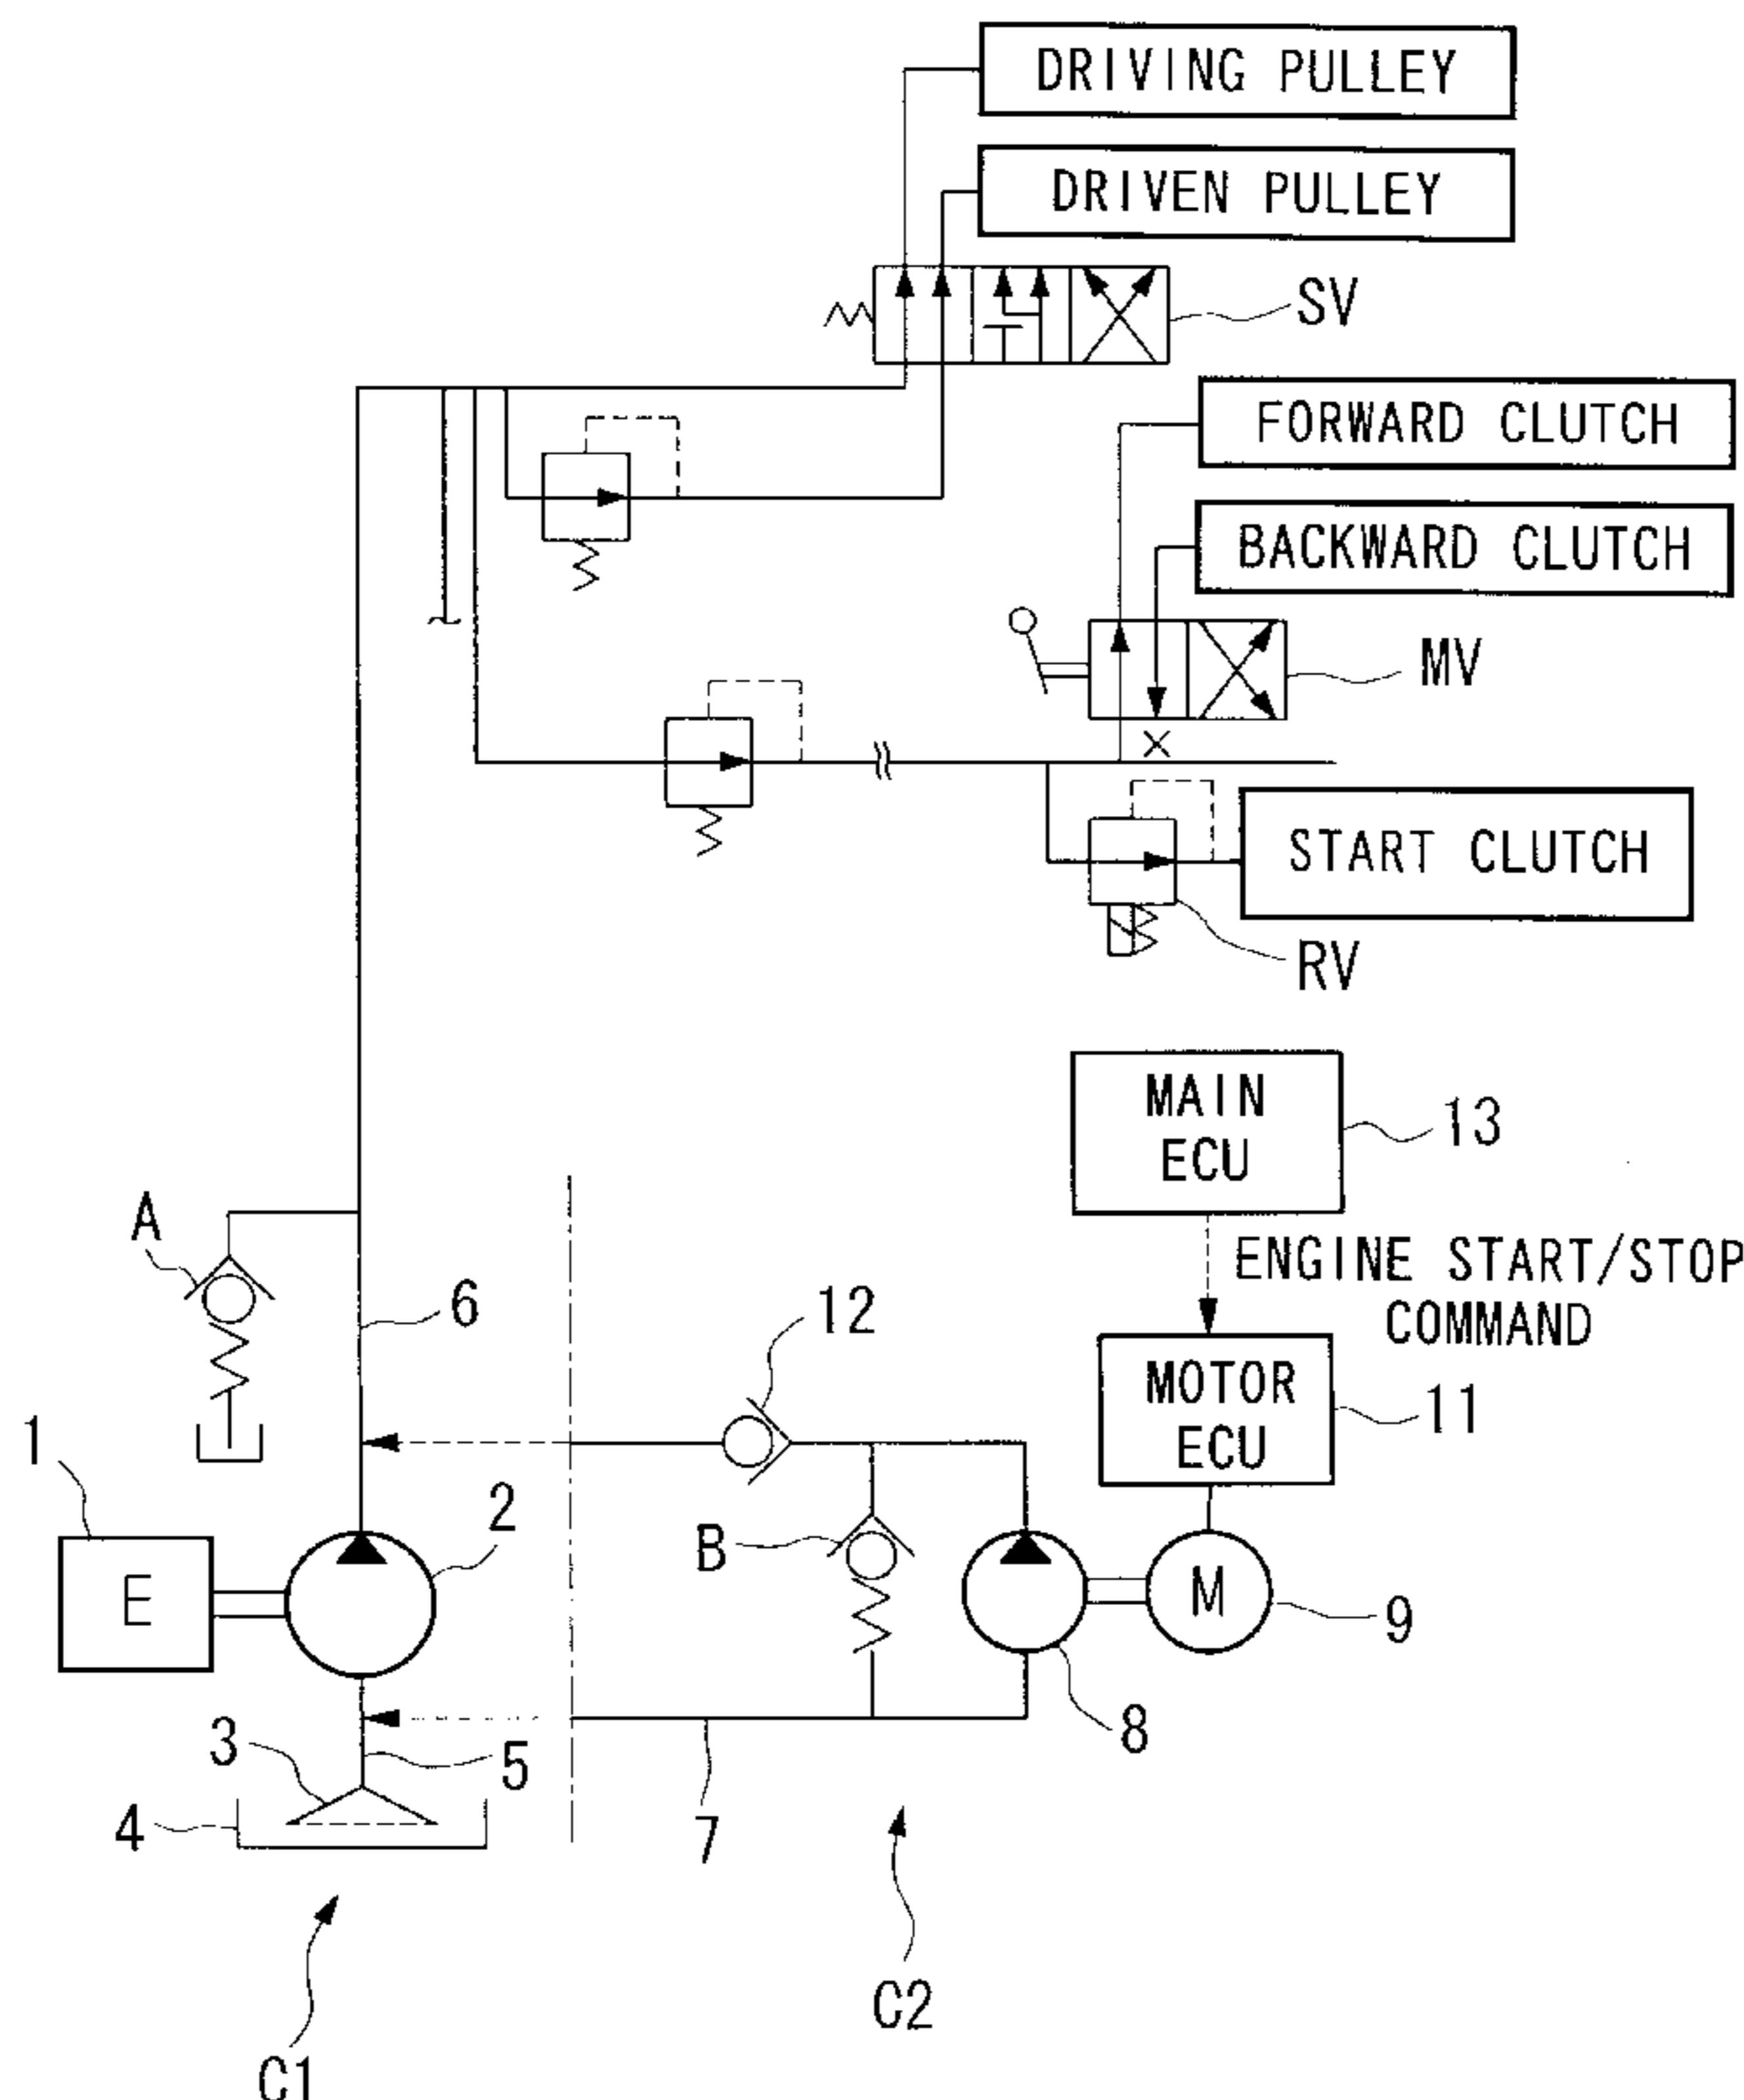 DRIVING PULLEY
DRIVEN PULLEY
SV
FORWARD CLUTCH
BACKWARD CLUTCH
MV
START CLUTCH
RV
MAIN
ECU
13
A
ENGINE START/STOP
COMMAND
6
12
MOTOR
ECU
11
1
2
B
E
M
9
3
5
8
4
7
C2
C1